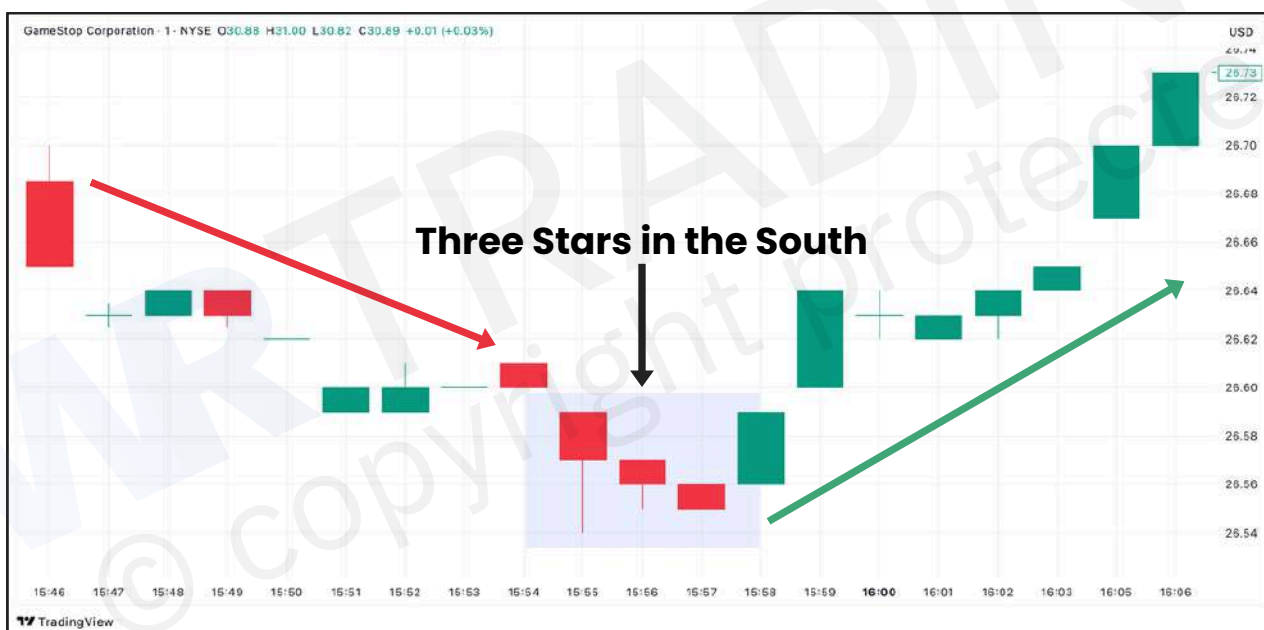 GameStop Corporation · 1 · NYSE O30.88 H31.00 L30.82 C30.89 +0.01 (+0.03%)
USD
26.74
26.73
26.72
26.70
26.68
26.66
26.64
26.62
26.60
26.58
26.56
26.54
Three Stars in the South
WR TRADIN
© copyright protecte
15:46 15:47 15:48 15:49 15:50 15:51 15:52 15:53 15:54 15:55 15:56 15:57 15:58 15:59 16:00 16:01 16:02 16:03 16:05 16:06
TradingView